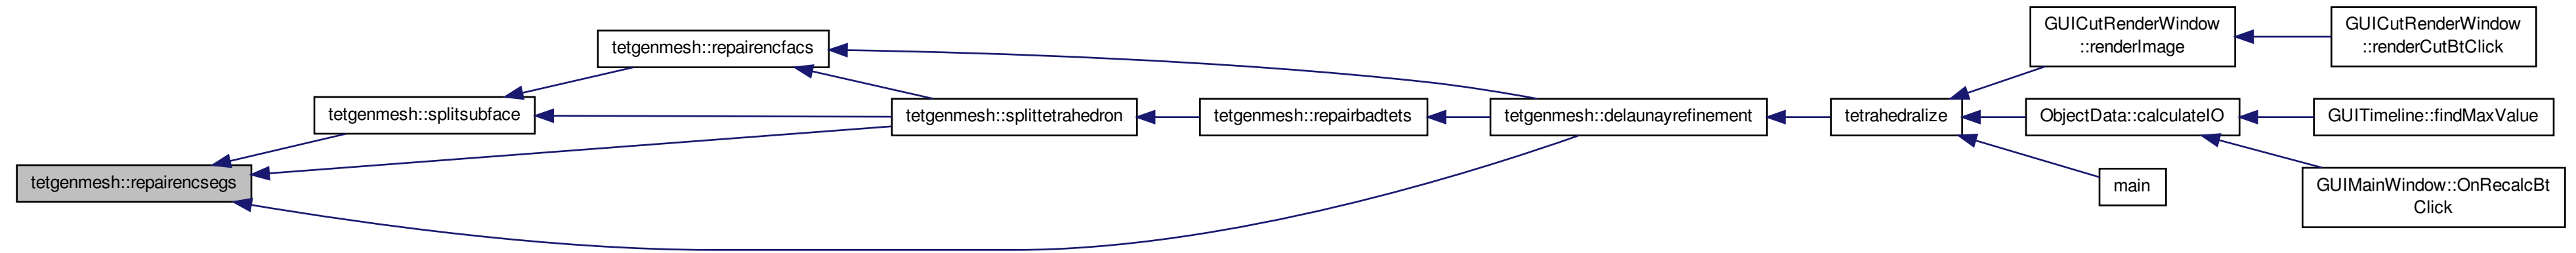 tetgenmesh::repairencsegs
tetgenmesh::splitsubface
tetgenmesh::repairencfacs
tetgenmesh::splittetrahedron
tetgenmesh::repairbadtets
tetgenmesh::delaunayrefinement
tetrahedralize
GUICutRenderWindow
::renderImage
GUICutRenderWindow
::renderCutBtClick
ObjectData::calculateIO
GUITimeline::findMaxValue
main
GUIMainWindow::OnRecalcBt
Click